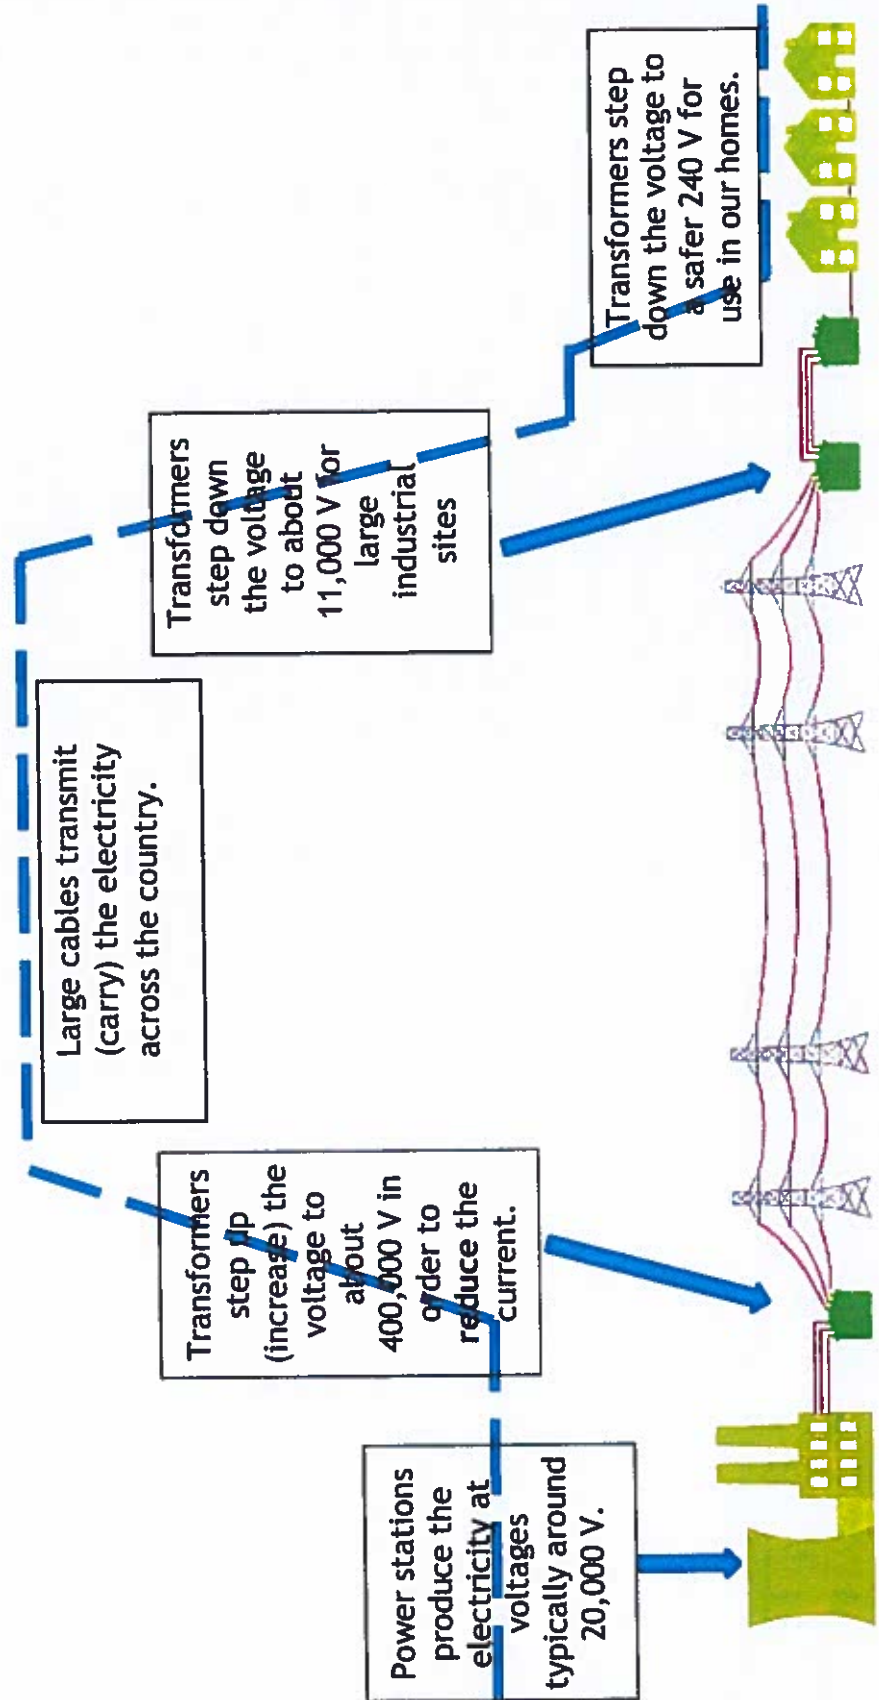 Power stations
produce the
electricity at
voltages
typically around
20,000 V.
Transformers
step up
(increase) the
voltage to
about
400,000 V in
order to
reduce the
current.
Large cables transmit
(carry) the electricity
across the country.
Transformers
step down
the voltage
to about
11,000 V for
large
industrial
sites
Transformers step
down the voltage to
a safer 240 V for
use in our homes.